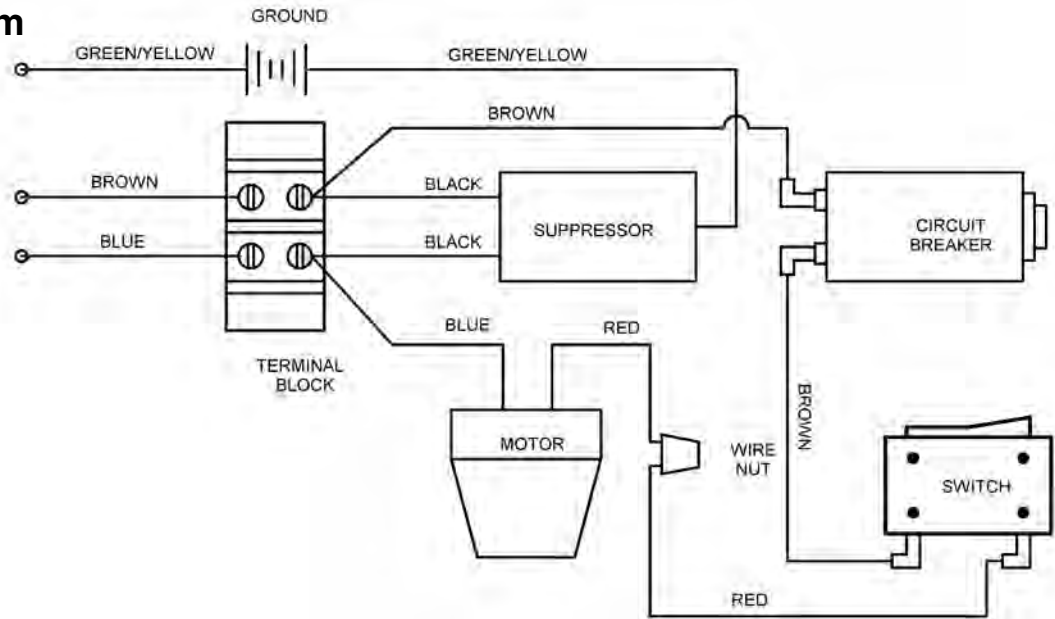 m
GROUND
GREEN/YELLOW
GREEN/YELLOW
BROWN
BROWN
BLACK
SUPPRESSOR
CIRCUIT
BREAKER
BLUE
BLACK
BLUE
RED
TERMINAL
BLOCK
BROWN
MOTOR
WIRE
NUT
SWITCH
RED